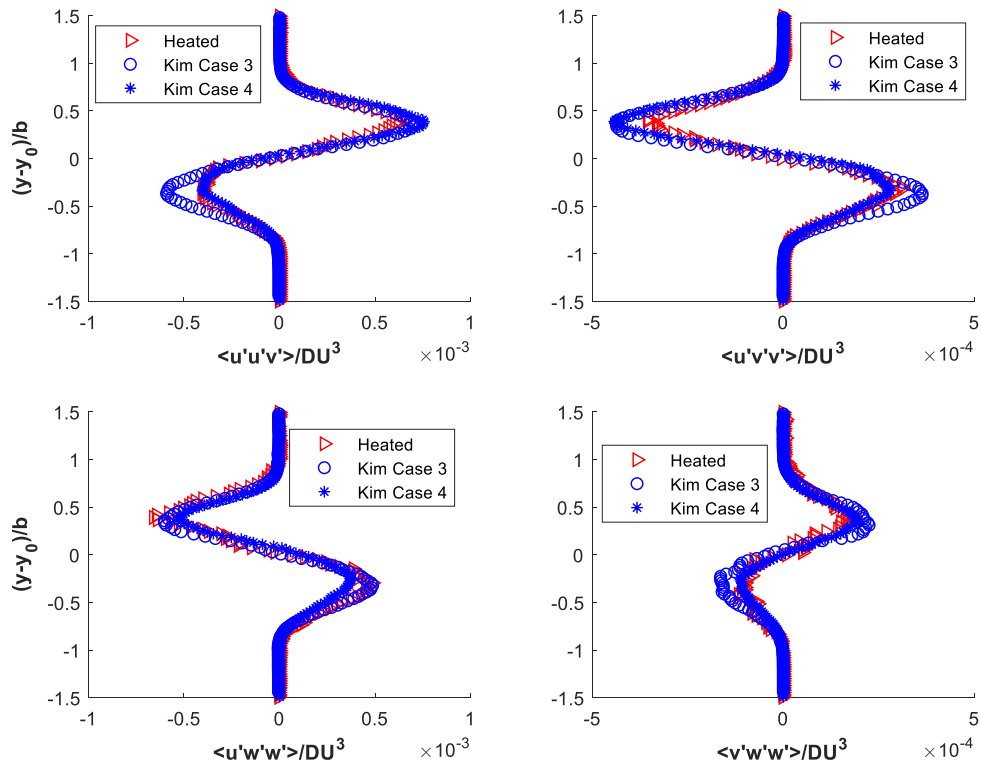 1.5
1
0.5
0
-0.5
-1
-1.5
(y-y0)/b
Heated
Kim Case 3
Kim Case 4
-1 -0.5 0 0.5 1
<u'u'v'>/DU³ ×10⁻³
1.5
1
0.5
0
-0.5
-1
-1.5
Heated
Kim Case 3
Kim Case 4
-5 0 5
<u'v'v'>/DU³ ×10⁻⁴
1.5
1
0.5
0
-0.5
-1
-1.5
(y-y0)/b
Heated
Kim Case 3
Kim Case 4
-1 -0.5 0 0.5 1
<u'w'w'>/DU³ ×10⁻³
1.5
1
0.5
0
-0.5
-1
-1.5
Heated
Kim Case 3
Kim Case 4
-5 0 5
<v'w'w'>/DU³ ×10⁻⁴